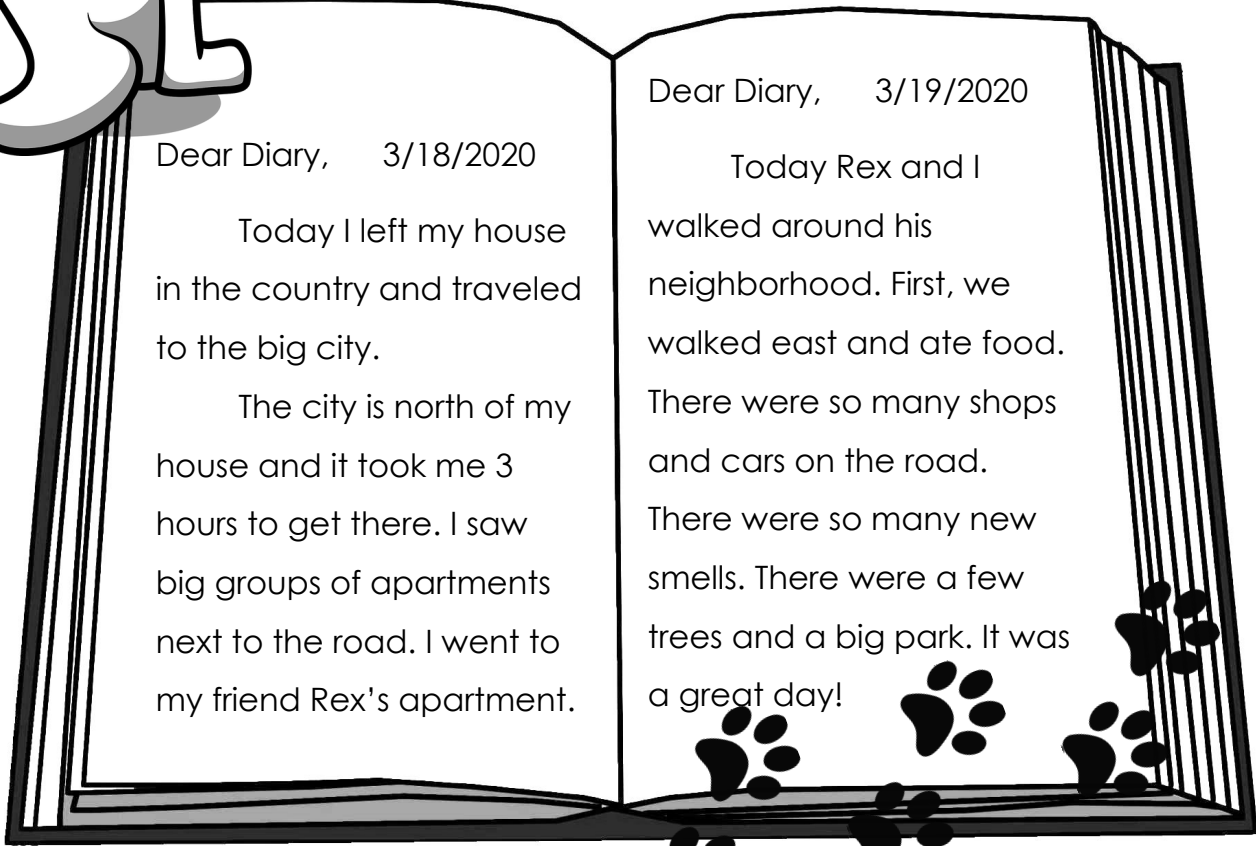 Dear Diary, 3/18/2020
Today I left my house
in the country and traveled
to the big city.
The city is north of my
house and it took me 3
hours to get there. I saw
big groups of apartments
next to the road. I went to
my friend Rex’s apartment.
Dear Diary, 3/19/2020
Today Rex and I
walked around his
neighborhood. First, we
walked east and ate food.
There were so many shops
and cars on the road.
There were so many new
smells. There were a few
trees and a big park. It was
a great day!